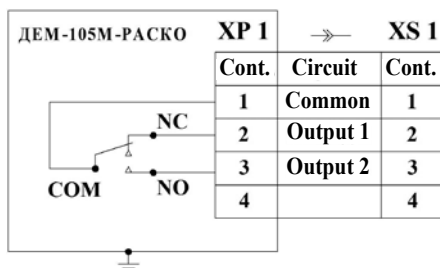 ДЕМ-105М-РАСКО XP 1 XS 1
Cont. Circuit Cont.
1 Common 1
NC
2 Output 1 2
3 Output 2 3
COM NO
4 4